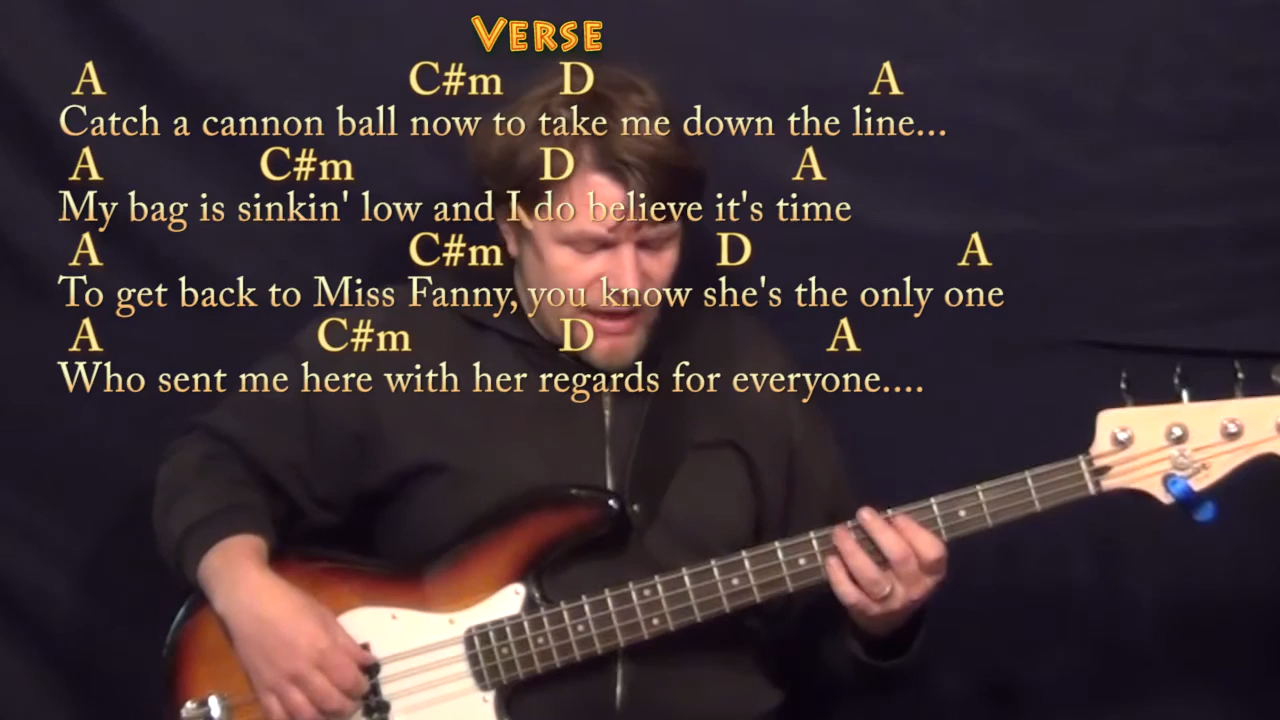 VERSE
A C#m D A
Catch a cannon ball now to take me down the line...
A C#m D A
My bag is sinkin' low and I do believe it's time
A C#m D A
To get back to Miss Fanny, you know she's the only one
A C#m D A
Who sent me here with her regards for everyone....